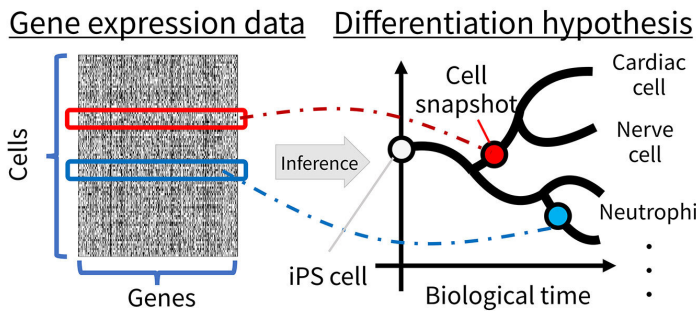 Gene expression data
Differentiation hypothesis
Cells
Genes
Inference
iPS cell
Cell
snapshot
Cardiac
cell
Nerve
cell
Neutrophi
Biological time